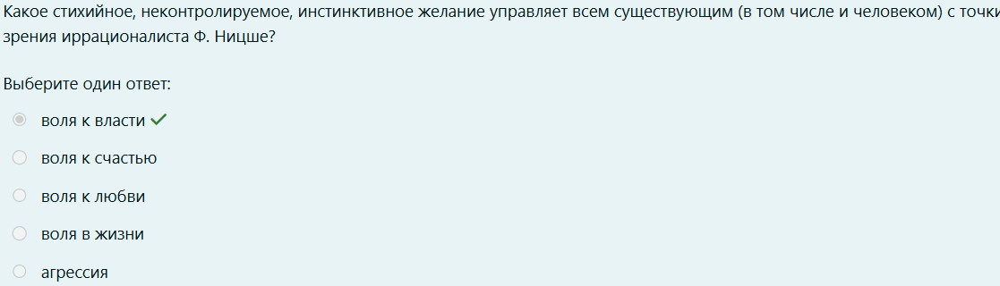 Какое стихийное, неконтролируемое, инстинктивное желание управляет всем существующим (в том числе и человеком) с точки
зрения иррационалиста Ф. Ницше?
Выберите один ответ:
воля к власти
воля к счастью
воля к любви
воля в жизни
агрессия